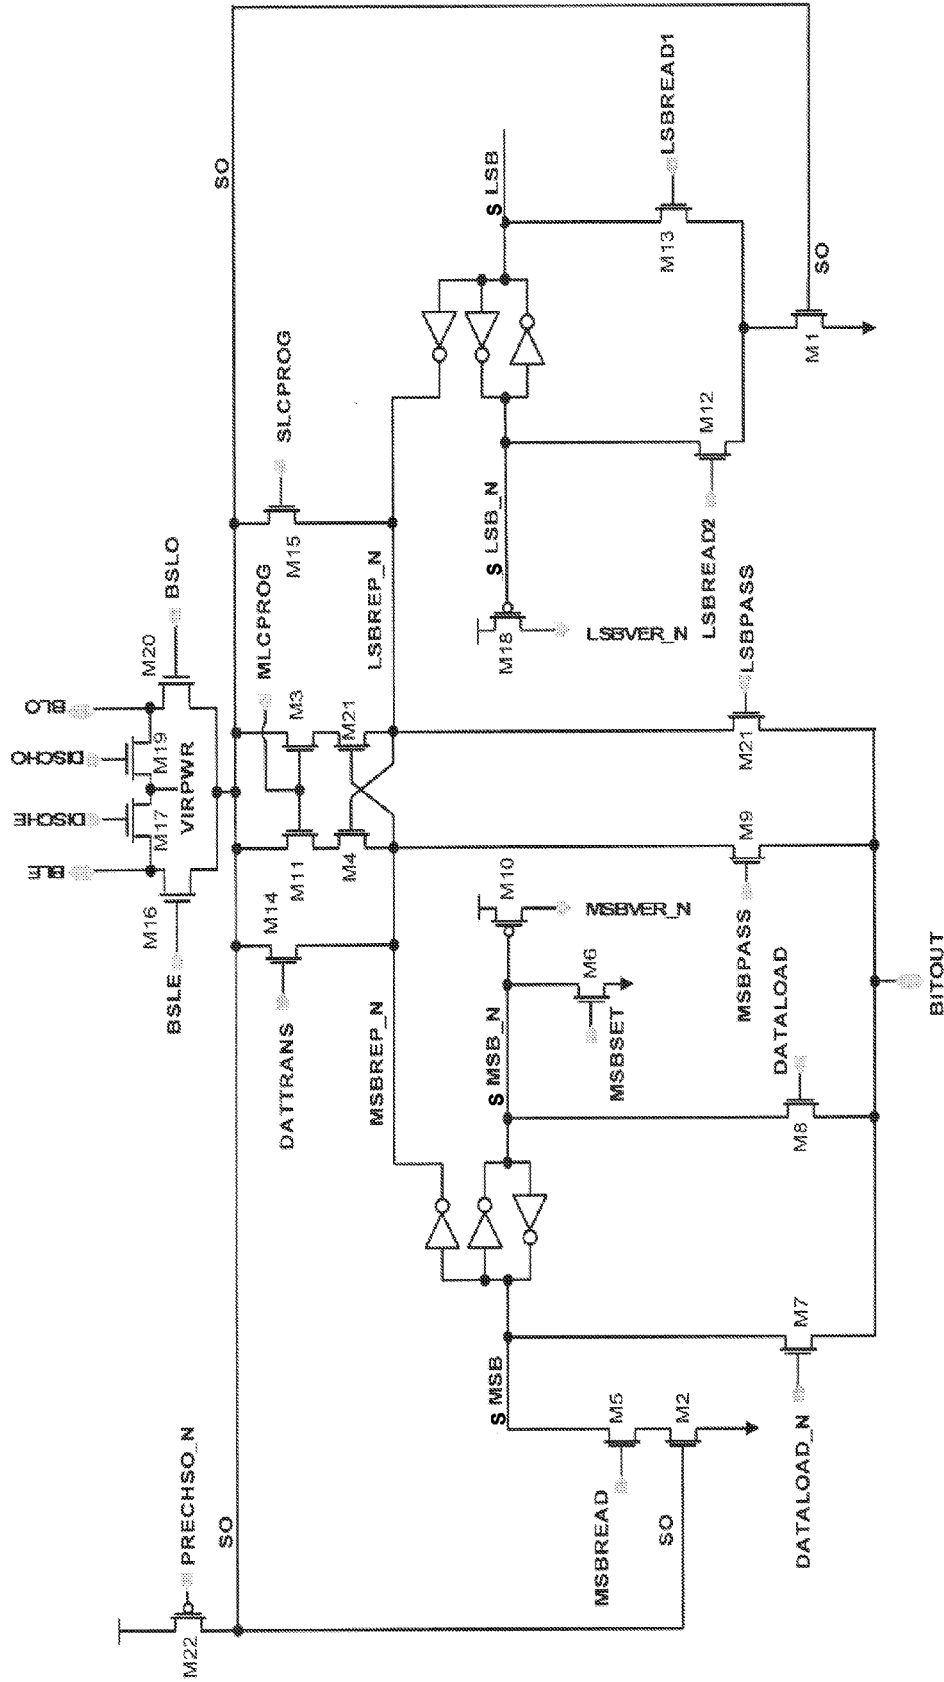 SO
SO
PRECHSO_N
M22
BLE
DISCHE
DISCHO
BLO
M16
M17
VIRPWR
M19
M20
BSLE
BSLO
DATTRANS
M14
M11
MLCPROG
M3
M15
SLCPROG
M4
M21
MSBREP_N
LSBREP_N
S MSB
S MSB_N
M10
MSBVER_N
M6
MSBSET
M18
LSBVER_N
S LSB_N
S LSB
MSBREAD
M5
SO
M2
DATALOAD_N
M7
M8
DATALOAD
MSBPASS
M9
M21
LSBPASS
LSBREAD2
M12
M13
LSBREAD1
M1
SO
BITOUT